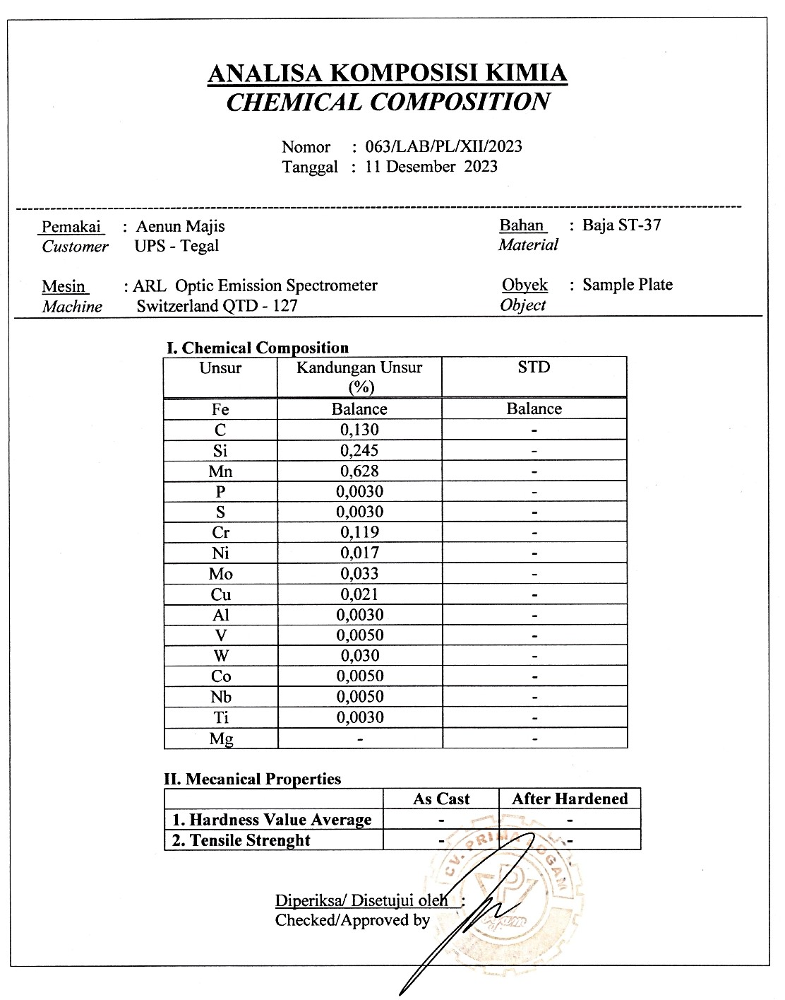 ANALISA KOMPOSISI KIMIA
CHEMICAL COMPOSITION
Nomor : 063/LAB/PL/XII/2023
Tanggal : 11 Desember 2023
Pemakai : Aenun Majis
Customer UPS - Tegal
Bahan : Baja ST-37
Material
Mesin : ARL Optic Emission Spectrometer
Machine Switzerland QTD - 127
Obyek : Sample Plate
Object
I. Chemical Composition
Unsur Kandungan Unsur (%) STD
Fe Balance Balance
C 0,130 -
Si 0,245 -
Mn 0,628 -
P 0,0030 -
S 0,0030 -
Cr 0,119 -
Ni 0,017 -
Mo 0,033 -
Cu 0,021 -
Al 0,0030 -
V 0,0050 -
W 0,030 -
Co 0,0050 -
Nb 0,0050 -
Ti 0,0030 -
Mg - -
II. Mecanical Properties
As Cast After Hardened
1. Hardness Value Average - -
2. Tensile Strenght - -
CV. PRIMA LOGAM
Diperiksa/ Disetujui oleh :
Checked/Approved by